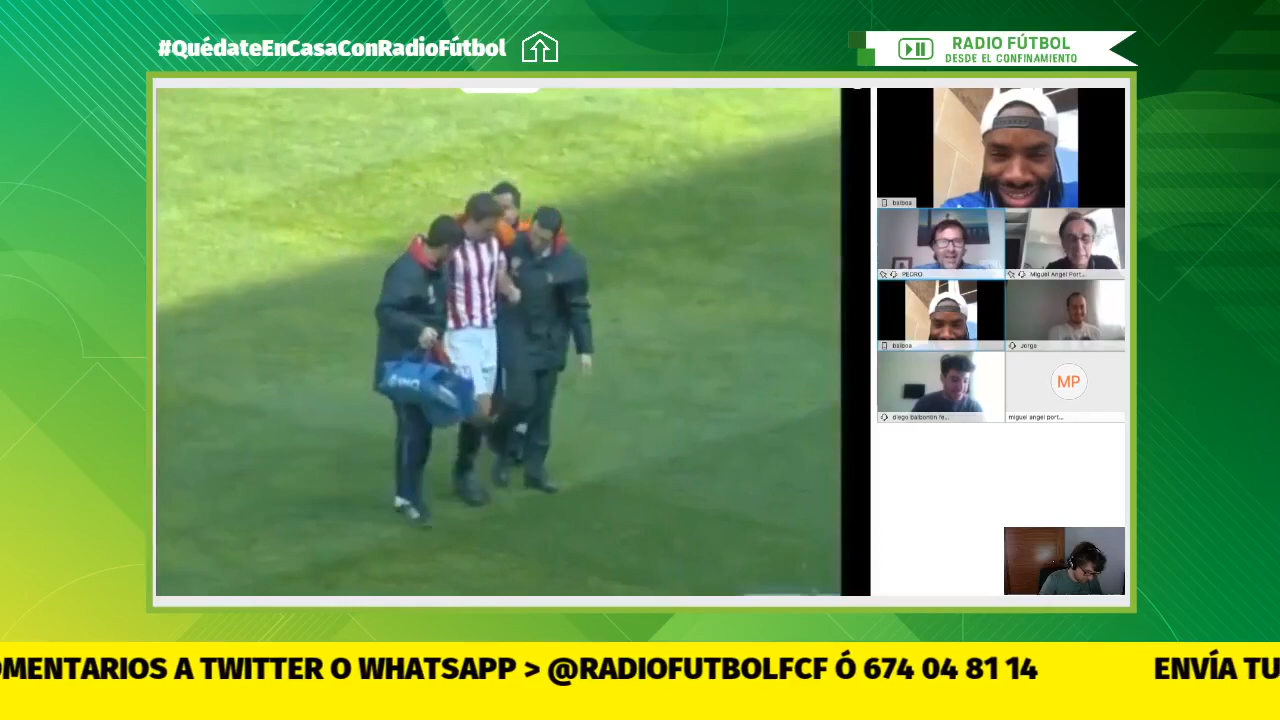 #QuédateEnCasaConRadioFútbol
RADIO FÚTBOL
DESDE EL CONFINAMIENTO
balboa
PEDRO
Miguel Angel Port...
balboa
Jorge
diego balbontin fe...
MP
miguel angel port...
OMENTARIOS A TWITTER O WHATSAPP > @RADIOFUTBOLFCF Ó 674 04 81 14
ENVÍA TU